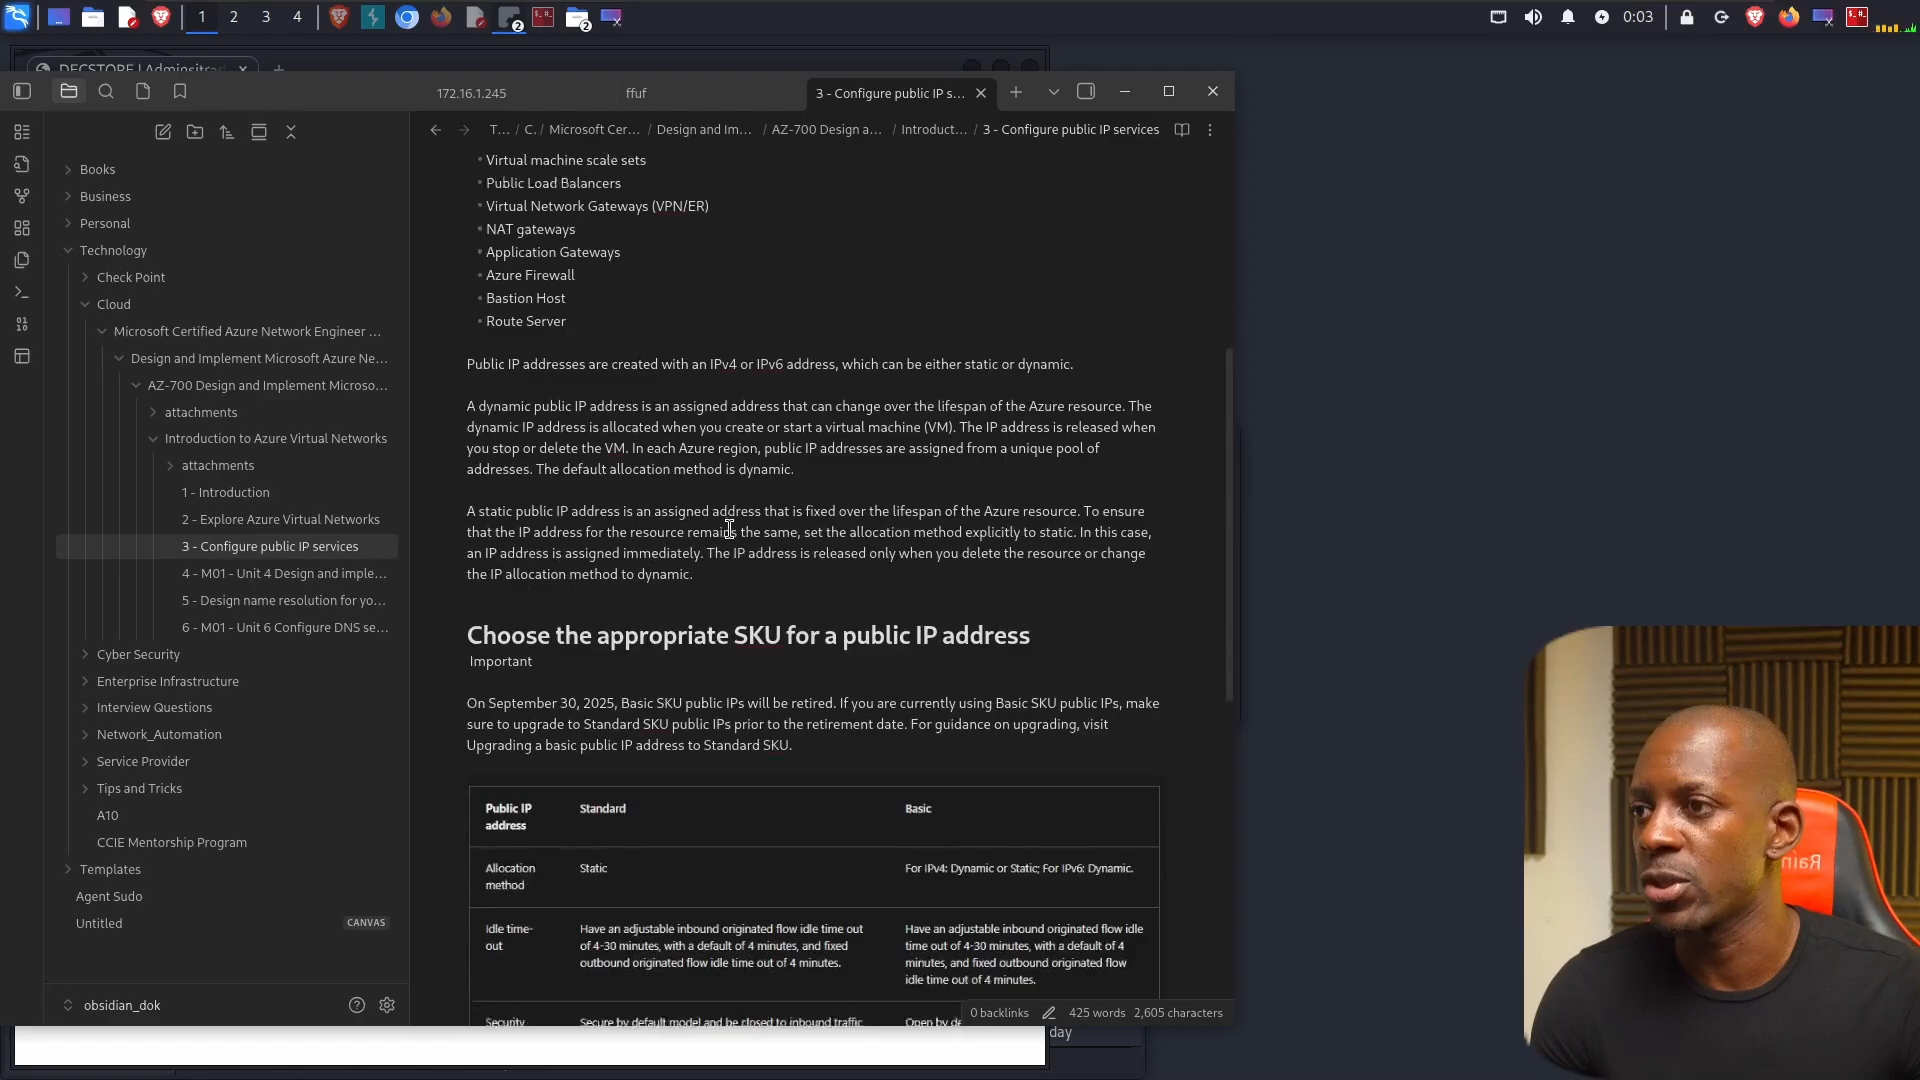 1 2 3 4
2
2
0:03
DECSTORE | Adminsitrad
172.16.1.245
ffuf
3 - Configure public IP s...
T... / C. / Microsoft Cer... / Design and Im... / AZ-700 Design a... / Introduct... / 3 - Configure public IP services
Books
Business
Personal
Technology
Check Point
Cloud
Microsoft Certified Azure Network Engineer ...
Design and Implement Microsoft Azure Ne...
AZ-700 Design and Implement Microso...
attachments
Introduction to Azure Virtual Networks
attachments
1 - Introduction
2 - Explore Azure Virtual Networks
3 - Configure public IP services
4 - M01 - Unit 4 Design and imple...
5 - Design name resolution for yo...
6 - M01 - Unit 6 Configure DNS se...
Cyber Security
Enterprise Infrastructure
Interview Questions
Network_Automation
Service Provider
Tips and Tricks
A10
CCIE Mentorship Program
Templates
Agent Sudo
Untitled
CANVAS
obsidian_dok
Virtual machine scale sets
Public Load Balancers
Virtual Network Gateways (VPN/ER)
NAT gateways
Application Gateways
Azure Firewall
Bastion Host
Route Server
Public IP addresses are created with an IPv4 or IPv6 address, which can be either static or dynamic.
A dynamic public IP address is an assigned address that can change over the lifespan of the Azure resource. The
dynamic IP address is allocated when you create or start a virtual machine (VM). The IP address is released when
you stop or delete the VM. In each Azure region, public IP addresses are assigned from a unique pool of
addresses. The default allocation method is dynamic.
A static public IP address is an assigned address that is fixed over the lifespan of the Azure resource. To ensure
that the IP address for the resource remains the same, set the allocation method explicitly to static. In this case,
an IP address is assigned immediately. The IP address is released only when you delete the resource or change
the IP allocation method to dynamic.
Choose the appropriate SKU for a public IP address
Important
On September 30, 2025, Basic SKU public IPs will be retired. If you are currently using Basic SKU public IPs, make
sure to upgrade to Standard SKU public IPs prior to the retirement date. For guidance on upgrading, visit
Upgrading a basic public IP address to Standard SKU.
Public IP
address
Standard
Basic
Allocation
method
Static
For IPv4: Dynamic or Static; For IPv6: Dynamic.
Idle time-
out
Have an adjustable inbound originated flow idle time out
of 4-30 minutes, with a default of 4 minutes, and fixed
outbound originated flow idle time out of 4 minutes.
Have an adjustable inbound originated flow idle
time out of 4-30 minutes, with a default of 4
minutes, and fixed outbound originated flow
idle time out of 4 minutes.
Security
Secure by default model and be closed to inbound traffic
Open by de
0 backlinks
425 words 2,605 characters
day
Rain